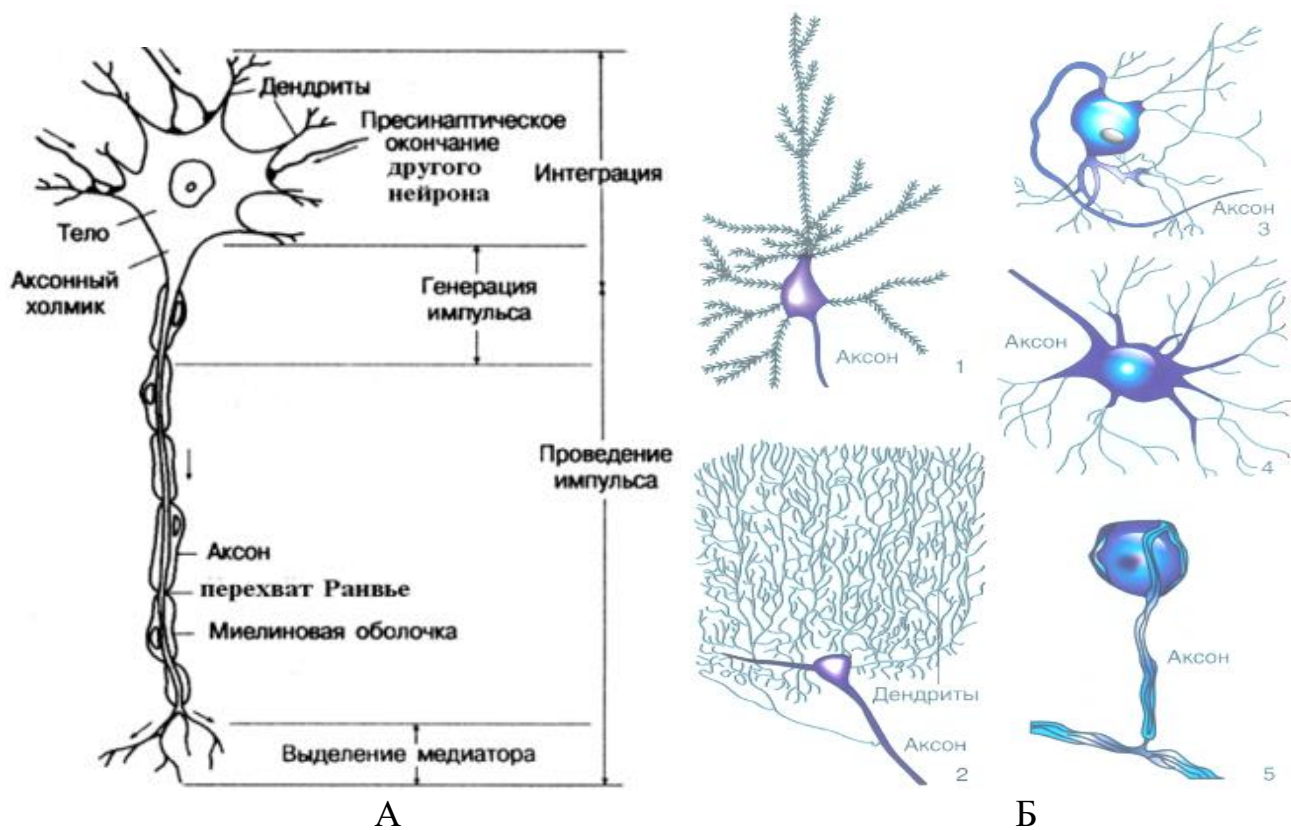 Дендриты
Пресинаптическое
окончание
другого
нейрона
Интеграция
Тело
Аксонный
холмик
Генерация
импульса
Проведение
импульса
Аксон
перехват Ранвье
Миелиновая оболочка
Выделение медиатора
А
Аксон
1
Дендриты
Аксон
2
Аксон
3
Аксон
4
Аксон
5
Б